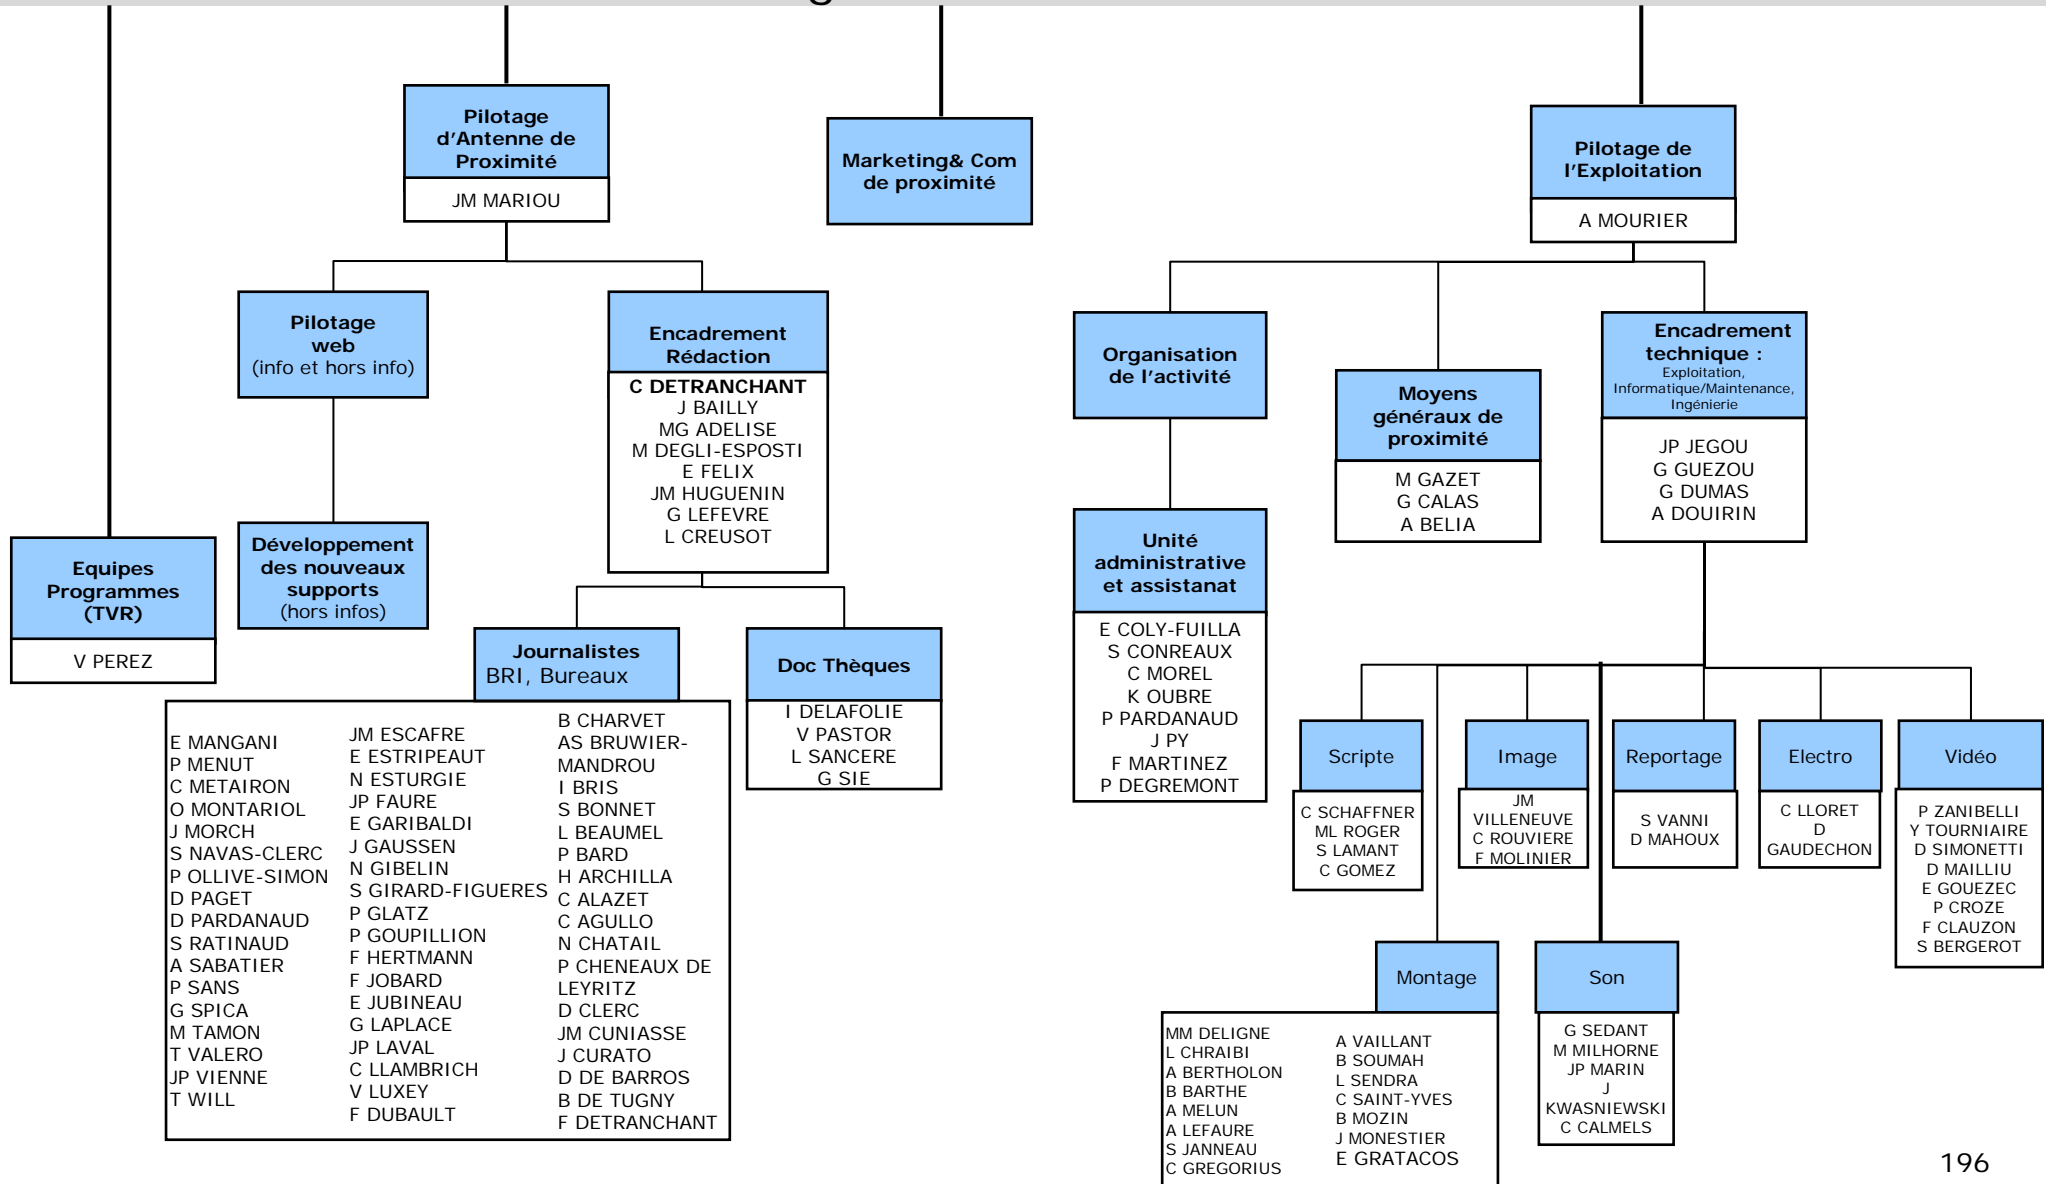 Pilotage
d'Antenne de
Proximité
JM MARIOU
Marketing& Com
de proximité
Pilotage de
l'Exploitation
A MOURIER
Pilotage
web
(info et hors info)
Encadrement
Rédaction
C DETRANCHANT
J BAILLY
MG ADELISE
M DEGLI-ESPOSTI
E FELIX
JM HUGUENIN
G LEFEVRE
L CREUSOT
Organisation
de l'activité
Moyens
généraux de
proximité
M GAZET
G CALAS
A BELIA
Encadrement
technique :
Exploitation,
Informatique/Maintenance,
Ingénierie
JP JEGOU
G GUEZOU
G DUMAS
A DOUIRIN
Equipes
Programmes
(TVR)
V PEREZ
Développement
des nouveaux
supports
(hors infos)
Journalistes
BRI, Bureaux
E MANGANI
P MENUT
C METAIRON
O MONTARIOL
J MORCH
S NAVAS-CLERC
P OLLIVE-SIMON
D PAGET
D PARDANAUD
S RATINAUD
A SABATIER
P SANS
G SPICA
M TAMON
T VALERO
JP VIENNE
T WILL
JM ESCAFRE
E ESTRIPEAUT
N ESTURGIE
JP FAURE
E GARIBALDI
J GAUSSEN
N GIBELIN
S GIRARD-FIGUERES
P GLATZ
P GOUPILLION
F HERTMANN
F JOBARD
E JUBINEAU
G LAPLACE
JP LAVAL
C LLAMBRICH
V LUXEY
F DUBAULT
B CHARVET
AS BRUWIER-
MANDROU
I BRIS
S BONNET
L BEAUMEL
P BARD
H ARCHILLA
C ALAZET
C AGULLO
N CHATAIL
P CHENEAUX DE
LEYRITZ
D CLERC
JM CUNIASSE
J CURATO
D DE BARROS
B DE TUGNY
F DETRANCHANT
Doc Thèques
I DELAFOLIE
V PASTOR
L SANCERE
G SIE
Unité
administrative
et assistanat
E COLY-FUILLA
S CONREAUX
C MOREL
K OUBRE
P PARDANAUD
J PY
F MARTINEZ
P DEGREMONT
Scripte
C SCHAFFNER
ML ROGER
S LAMANT
C GOMEZ
Image
JM
VILLENEUVE
C ROUVIERE
F MOLINIER
Reportage
S VANNI
D MAHOUX
Electro
C LLORET
D
GAUDECHON
Vidéo
P ZANIBELLI
Y TOURNIAIRE
D SIMONETTI
D MAILLIU
E GOUEZEC
P CROZE
F CLAUZON
S BERGEROT
Montage
MM DELIGNE
L CHRAIBI
A BERTHOLON
B BARTHE
A MELUN
A LEFAURE
S JANNEAU
C GREGORIUS
A VAILLANT
B SOUMAH
L SENDRA
C SAINT-YVES
B MOZIN
J MONESTIER
E GRATACOS
Son
G SEDANT
M MILHORNE
JP MARIN
J
KWASNIEWSKI
C CALMELS
196